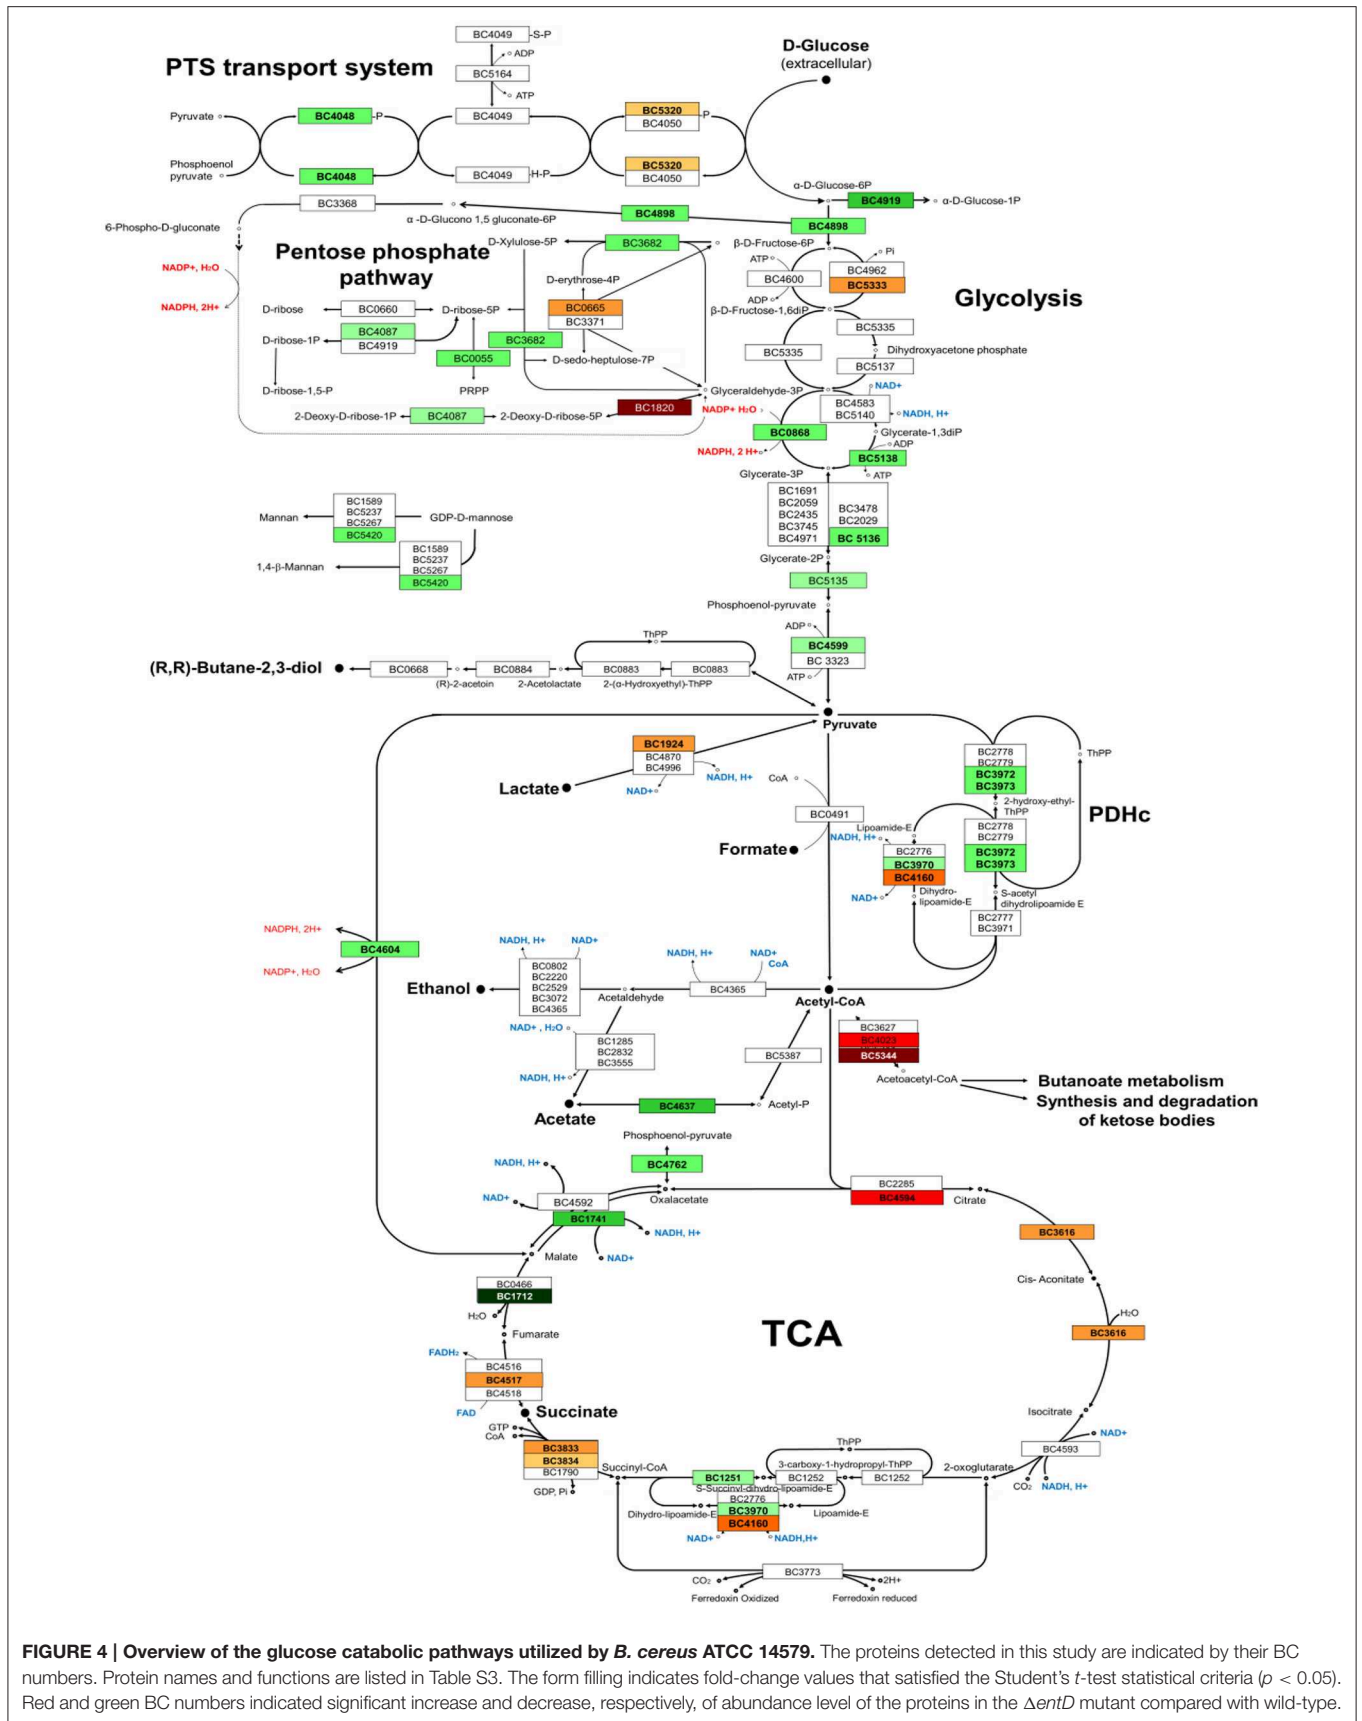 BC4049 -S-P
ADP
PTS transport system
BC5164
ATP
D-Glucose
(extracellular)
Pyruvate
BC4048 -P
BC4049
BC5320 -P
BC4050
Phosphoenol
pyruvate
BC4048
BC4049 -H-P
BC5320
BC4050
α-D-Glucose-6P
BC4919
α-D-Glucose-1P
BC3368
α -D-Glucono 1,5 gluconate-6P
BC4898
BC4898
6-Phospho-D-gluconate
Pentose phosphate
pathway
D-Xylulose-5P
BC3682
β-D-Fructose-6P
Pi
ATP
BC4962
BC4600
BC5333
ADP
β-D-Fructose-1,6diP
Glycolysis
NADP+, H2O
NADPH, 2H+
D-erythrose-4P
D-ribose
BC0660
D-ribose-5P
BC0665
BC3371
BC4087
BC4919
D-ribose-1P
BC3682
BC0055
D-sedo-heptulose-7P
D-ribose-1,5-P
PRPP
BC5335
BC5335
Dihydroxyacetone phosphate
BC5137
Glyceraldehyde-3P
NAD+
2-Deoxy-D-ribose-1P
BC4087
2-Deoxy-D-ribose-5P
BC1820
NADP+ H2O
BC4583
BC5140
NADH, H+
BC0868
Glycerate-1,3diP
ADP
NADPH, 2 H+
BC5138
ATP
Glycerate-3P
BC1691
BC2059
BC2435
BC3745
BC4971
BC3478
BC2029
BC 5136
Mannan
BC1589
BC5237
BC5267
BC5420
GDP-D-mannose
1,4-β-Mannan
BC1589
BC5237
BC5267
BC5420
Glycerate-2P
BC5135
Phosphoenol-pyruvate
ADP
BC4599
BC 3323
ATP
ThPP
(R,R)-Butane-2,3-diol
BC0668
BC0884
BC0883
BC0883
(R)-2-acetoin
2-Acetolactate
2-(α-Hydroxyethyl)-ThPP
Pyruvate
BC1924
BC4870
BC4996
NADH, H+
NAD+
Lactate
CoA
BC0491
Formate
BC2778
BC2779
BC3972
BC3973
ThPP
2-hydroxy-ethyl-
ThPP
PDHc
BC2778
BC2779
BC3972
BC3973
Lipoamide-E
NADH, H+
BC2776
BC3970
BC4160
NAD+
Dihydro-
lipoamide-E
S-acetyl
dihydrolipoamide E
BC2777
BC3971
NADPH, 2H+
BC4604
NADP+, H2O
NADH, H+
NAD+
BC0802
BC2220
BC2529
BC3072
BC4365
Ethanol
Acetaldehyde
NADH, H+
NAD+
CoA
BC4365
Acetyl-CoA
NAD+ , H2O
BC1285
BC2832
BC3555
NADH, H+
BC5387
BC3627
BC4023
BC5344
Acetoacetyl-CoA
Butanoate metabolism
Synthesis and degradation
of ketose bodies
Acetate
BC4637
Acetyl-P
Phosphoenol-pyruvate
BC4762
NADH, H+
NAD+
BC4592
Oxalacetate
BC1741
NADH, H+
NAD+
Malate
BC2285
BC4594
Citrate
BC3616
Cis- Aconitate
H2O
BC3616
BC0466
BC1712
H2O
Fumarate
TCA
FADH2
BC4516
BC4517
BC4518
FAD
Succinate
Isocitrate
NAD+
BC4593
CO2
NADH, H+
GTP
CoA
BC3833
BC3834
BC1790
GDP, Pi
Succinyl-CoA
ThPP
3-carboxy-1-hydropropyl-ThPP
BC1251
BC1252
BC1252
2-oxoglutarate
S-Succinyl-dihydro-lipoamide-E
BC2776
BC3970
BC4160
Dihydro-lipoamide-E
Lipoamide-E
NAD+
NADH,H+
BC3773
CO2
2H+
Ferredoxin Oxidized
Ferredoxin reduced
FIGURE 4 | Overview of the glucose catabolic pathways utilized by B. cereus ATCC 14579. The proteins detected in this study are indicated by their BC
numbers. Protein names and functions are listed in Table S3. The form filling indicates fold-change values that satisfied the Student's t-test statistical criteria (p < 0.05).
Red and green BC numbers indicated significant increase and decrease, respectively, of abundance level of the proteins in the ΔentD mutant compared with wild-type.